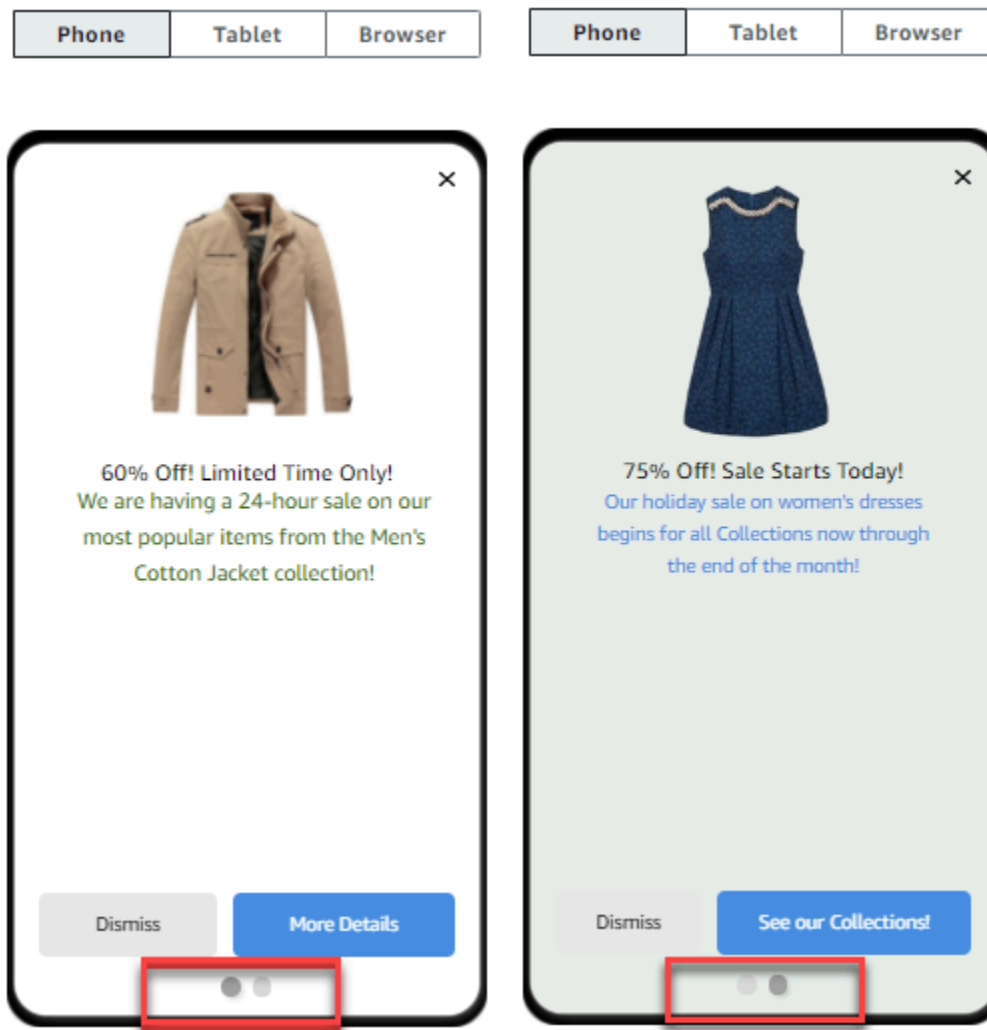 Phone Tablet Browser
×
60% Off! Limited Time Only!
We are having a 24-hour sale on our
most popular items from the Men's
Cotton Jacket collection!
Dismiss More Details
Phone Tablet Browser
×
75% Off! Sale Starts Today!
Our holiday sale on women's dresses
begins for all Collections now through
the end of the month!
Dismiss See our Collections!